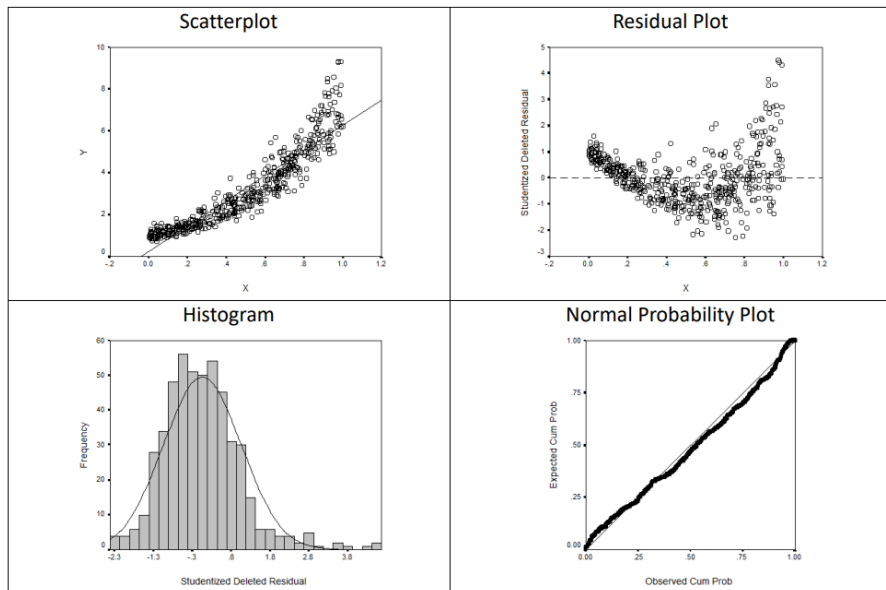 Scatterplot
10
8
6
4
2
0
Y
-.2 0.0 .2 .4 .6 .8 1.0 1.2
X
Residual Plot
5
4
3
2
1
0
-1
-2
-3
Studentized Deleted Residual
-.2 0.0 .2 .4 .6 .8 1.0 1.2
X
Histogram
60
50
40
30
20
10
0
Frequency
-2.3 -1.3 -.3 .8 1.8 2.8 3.8
Studentized Deleted Residual
Normal Probability Plot
1.00
.75
.50
.25
0.00
Expected Cum Prob
0.00 .25 .50 .75 1.00
Observed Cum Prob